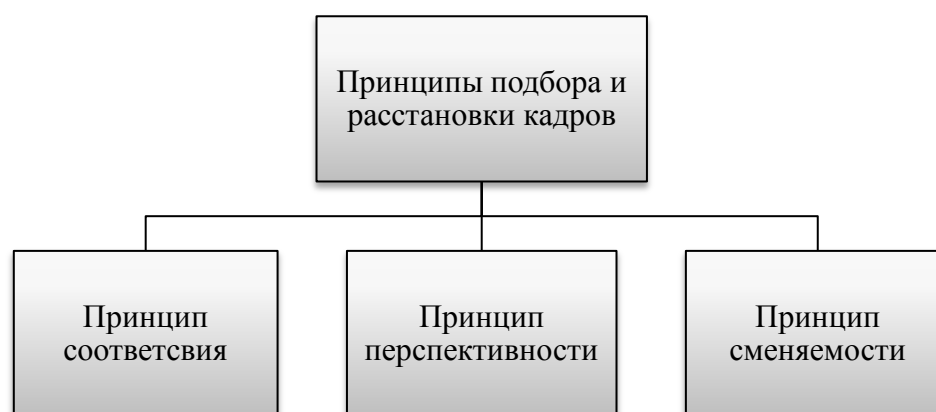 Принципы подбора и
расстановки кадров
Принцип
соответсвия
Принцип
перспективности
Принцип
сменяемости